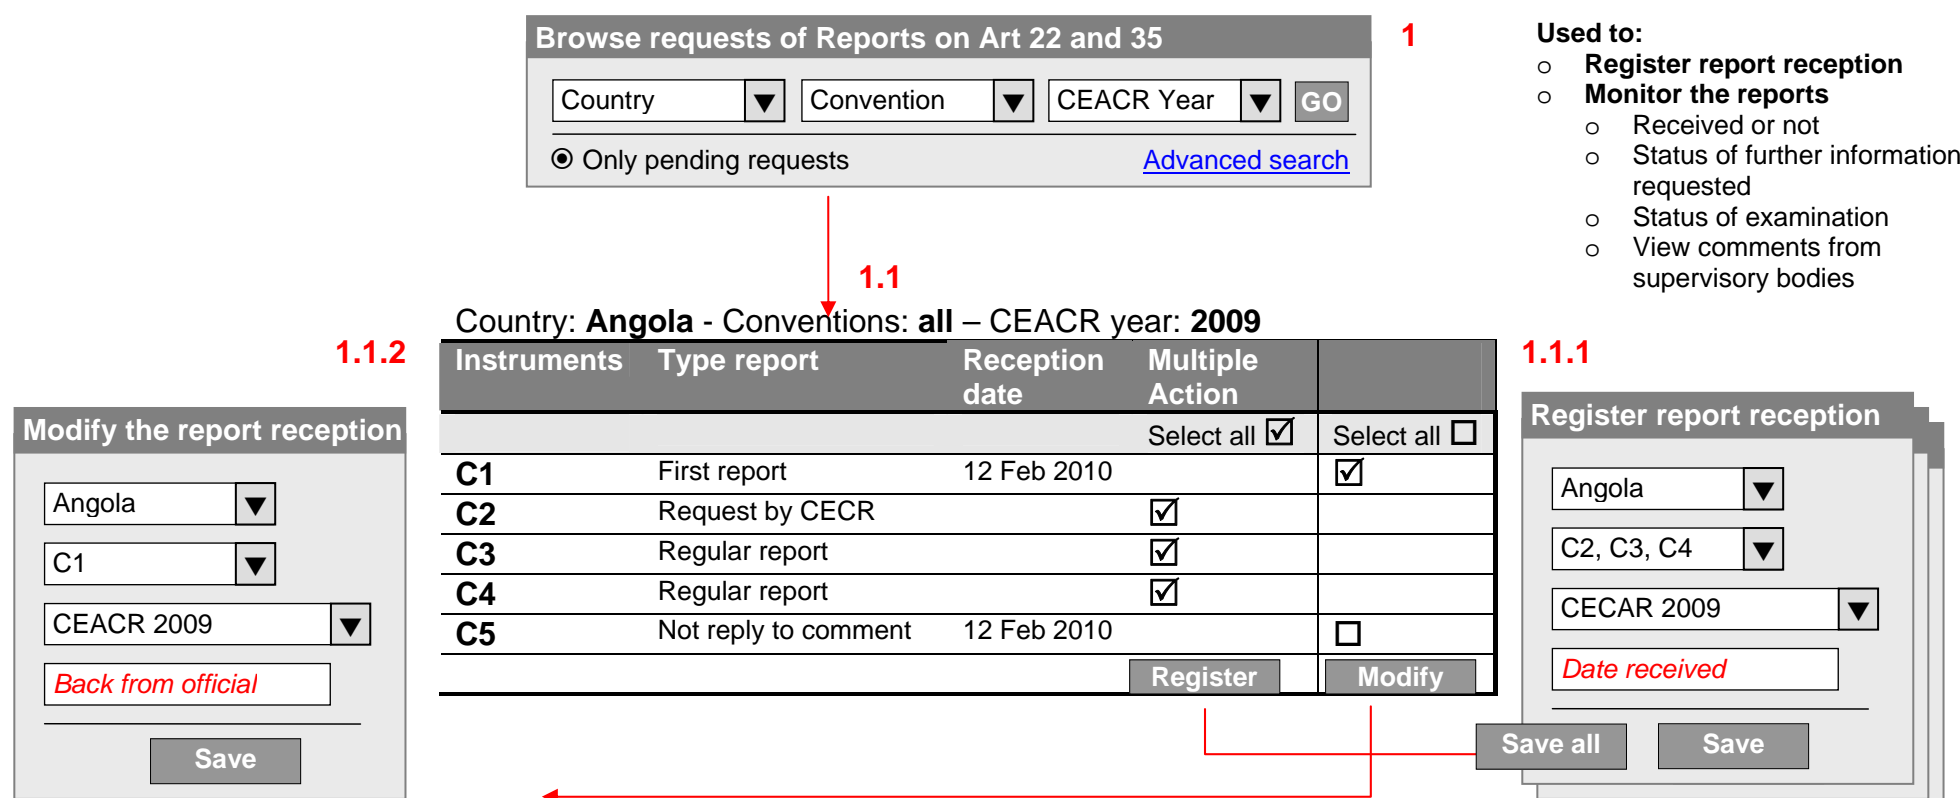 Browse requests of Reports on Art 22 and 35
1
Country
Convention
CEACR Year
GO
Only pending requests
Advanced search
Used to:
o Register report reception
o Monitor the reports
o Received or not
o Status of further information
requested
o Status of examination
o View comments from
supervisory bodies
1.1
Country: Angola - Conventions: all – CEACR year: 2009
1.1.2
Instruments Type report Reception date Multiple Action
Select all Select all
C1 First report 12 Feb 2010
C2 Request by CECR
C3 Regular report
C4 Regular report
C5 Not reply to comment 12 Feb 2010
Register Modify
Modify the report reception
Angola
C1
CEACR 2009
Back from official
Save
1.1.1
Register report reception
Angola
C2, C3, C4
CECAR 2009
Date received
Save all Save